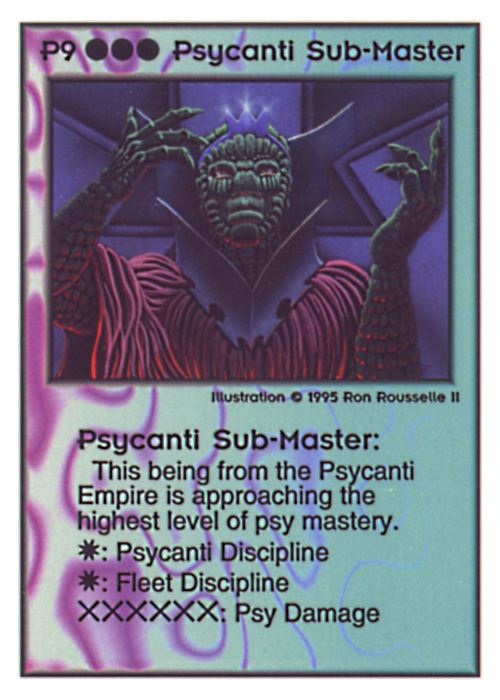 P9 ●●● Psycanti Sub-Master
Illustration © 1995 Ron Rousselle II
Psycanti Sub-Master:
This being from the Psycanti
Empire is approaching the
highest level of psy mastery.
✷: Psycanti Discipline
✷: Fleet Discipline
XXXXXX: Psy Damage